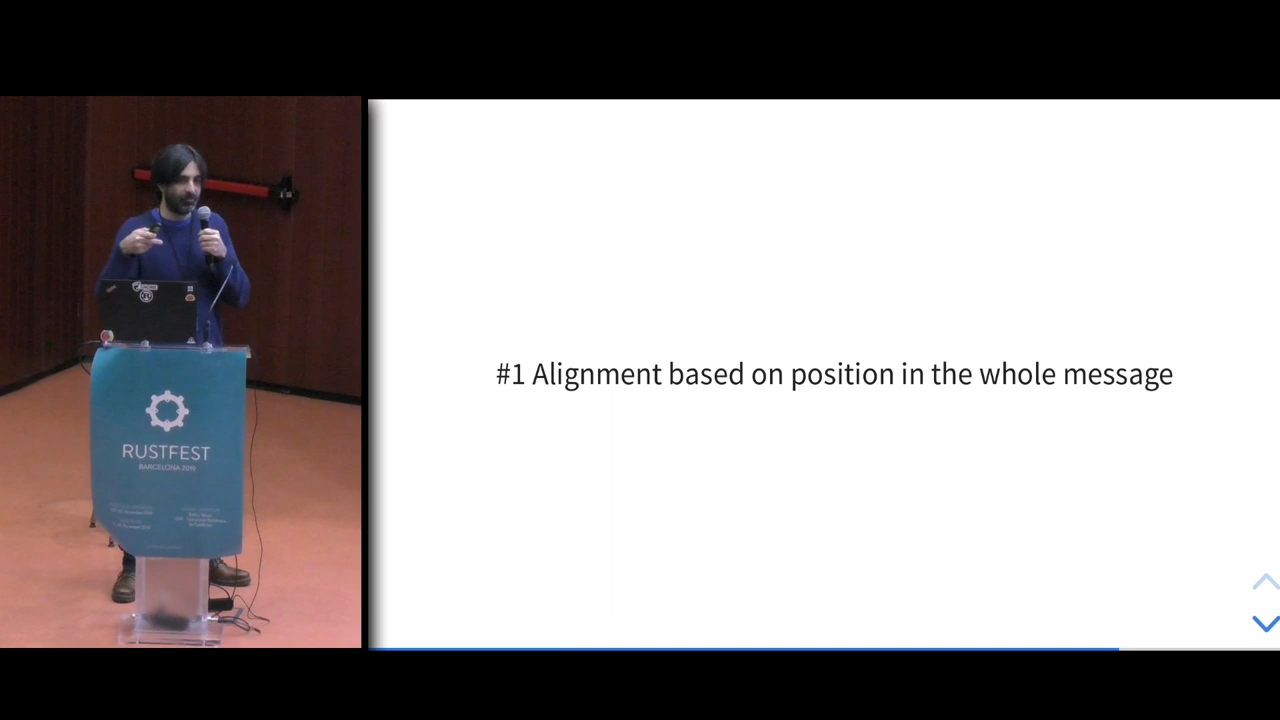 #1 Alignment based on position in the whole message
RUSTFEST
BARCELONA 2019